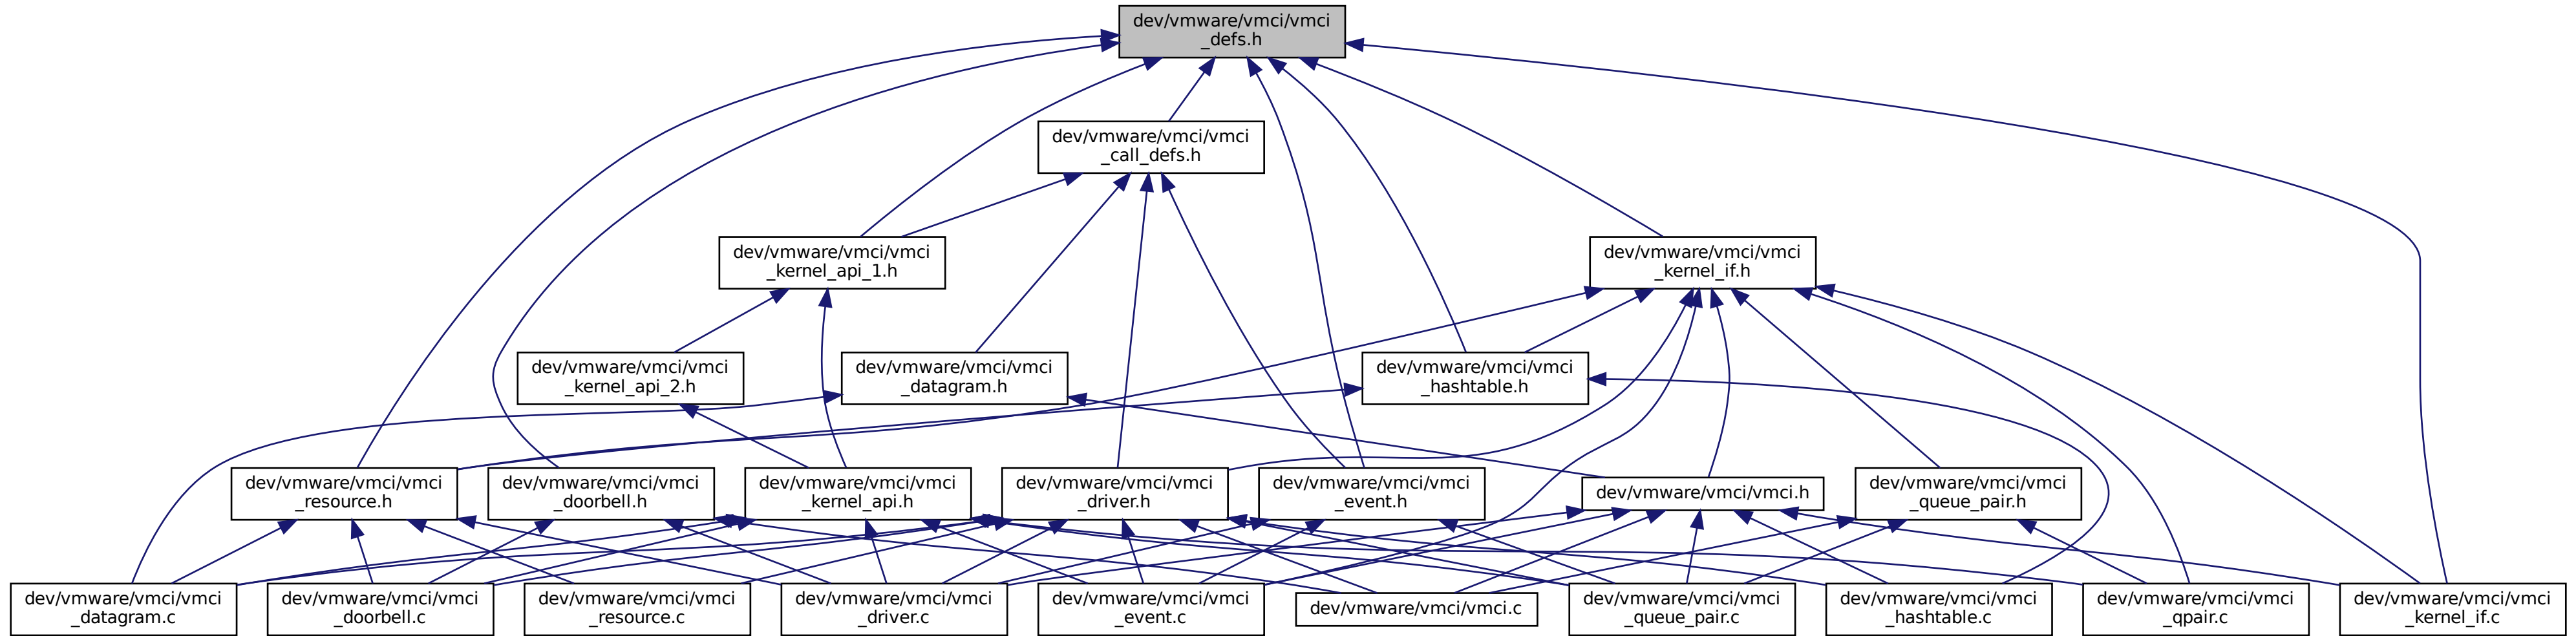 dev/vmware/vmci/vmci
_defs.h
dev/vmware/vmci/vmci
_call_defs.h
dev/vmware/vmci/vmci
_kernel_api_1.h
dev/vmware/vmci/vmci
_kernel_if.h
dev/vmware/vmci/vmci
_kernel_api_2.h
dev/vmware/vmci/vmci
_datagram.h
dev/vmware/vmci/vmci
_hashtable.h
dev/vmware/vmci/vmci
_resource.h
dev/vmware/vmci/vmci
_doorbell.h
dev/vmware/vmci/vmci
_kernel_api.h
dev/vmware/vmci/vmci
_driver.h
dev/vmware/vmci/vmci
_event.h
dev/vmware/vmci/vmci.h
dev/vmware/vmci/vmci
_queue_pair.h
dev/vmware/vmci/vmci
_datagram.c
dev/vmware/vmci/vmci
_doorbell.c
dev/vmware/vmci/vmci
_resource.c
dev/vmware/vmci/vmci
_driver.c
dev/vmware/vmci/vmci
_event.c
dev/vmware/vmci/vmci.c
dev/vmware/vmci/vmci
_queue_pair.c
dev/vmware/vmci/vmci
_hashtable.c
dev/vmware/vmci/vmci
_qpair.c
dev/vmware/vmci/vmci
_kernel_if.c